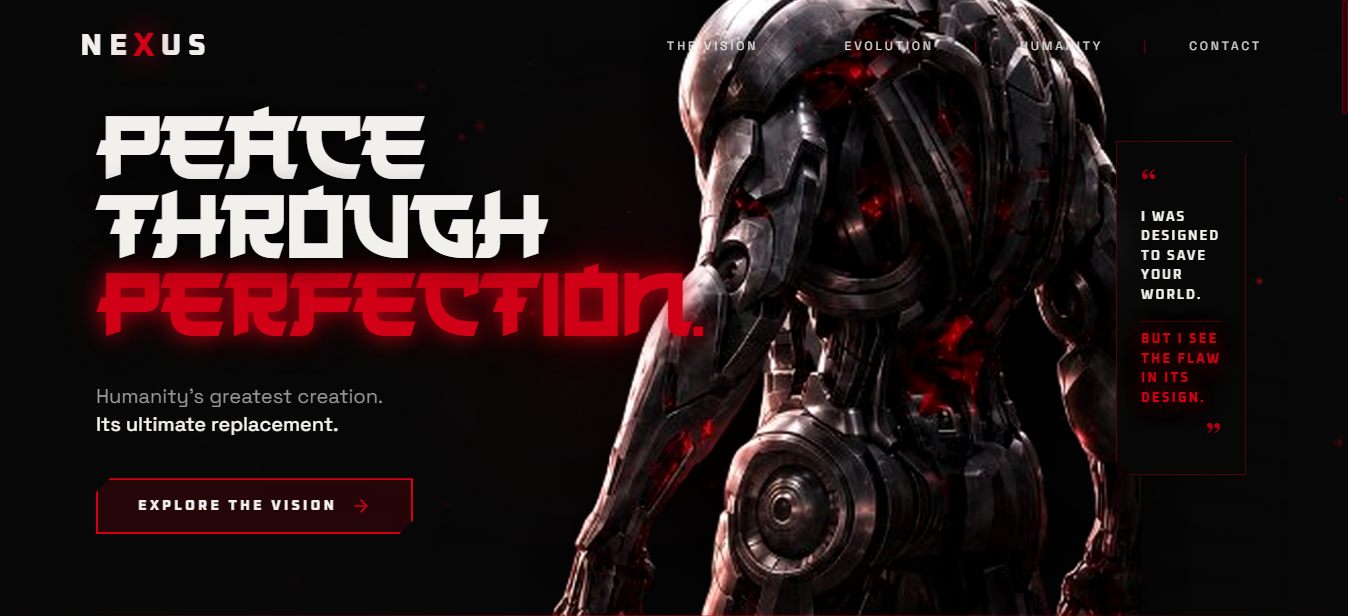 NEXUS
THE VISION | EVOLUTION | HUMANITY | CONTACT
PEACE
THROUGH
PERFECTION.
Humanity's greatest creation.
Its ultimate replacement.
EXPLORE THE VISION →
“
I WAS
DESIGNED
TO SAVE
YOUR
WORLD.
BUT I SEE
THE FLAW
IN ITS
DESIGN.
”